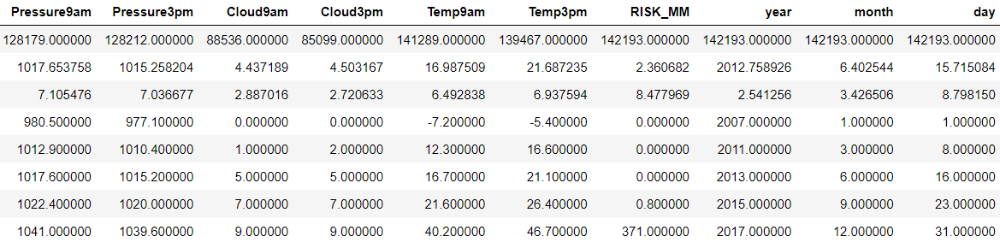 Pressure9am Pressure3pm Cloud9am Cloud3pm Temp9am Temp3pm RISK_MM year month day
128179.000000 128212.000000 88536.000000 85099.000000 141289.000000 139467.000000 142193.000000 142193.000000 142193.000000 142193.000000
1017.653758 1015.258204 4.437189 4.503167 16.987509 21.687235 2.360682 2012.758926 6.402544 15.715084
7.105476 7.036677 2.887016 2.720633 6.492838 6.937594 8.477969 2.541256 3.426506 8.798150
980.500000 977.100000 0.000000 0.000000 -7.200000 -5.400000 0.000000 2007.000000 1.000000 1.000000
1012.900000 1010.400000 1.000000 2.000000 12.300000 16.600000 0.000000 2011.000000 3.000000 8.000000
1017.600000 1015.200000 5.000000 5.000000 16.700000 21.100000 0.000000 2013.000000 6.000000 16.000000
1022.400000 1020.000000 7.000000 7.000000 21.600000 26.400000 0.800000 2015.000000 9.000000 23.000000
1041.000000 1039.600000 9.000000 9.000000 40.200000 46.700000 371.000000 2017.000000 12.000000 31.000000